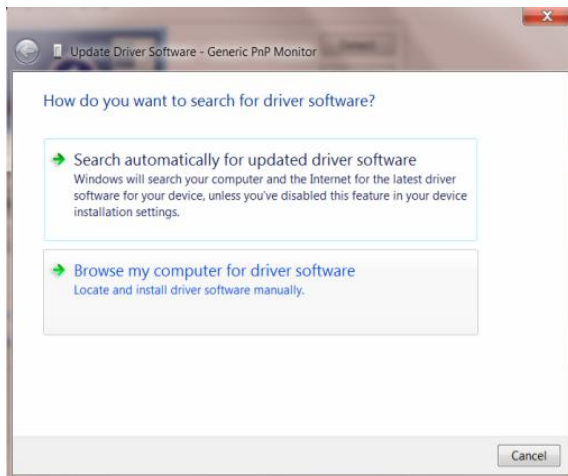 Update Driver Software - Generic PnP Monitor
How do you want to search for driver software?
Search automatically for updated driver software
Windows will search your computer and the Internet for the latest driver
software for your device, unless you've disabled this feature in your device
installation settings.
Browse my computer for driver software
Locate and install driver software manually.
Cancel